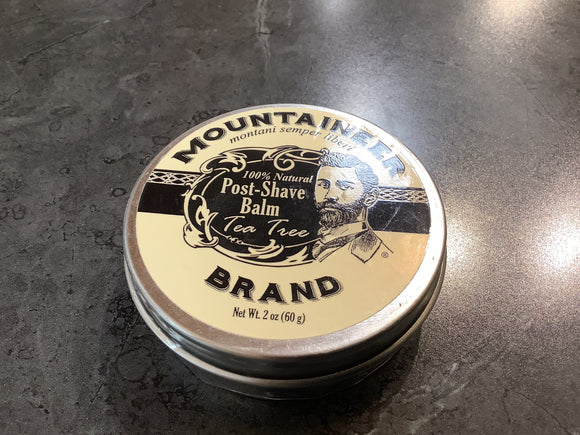 MOUNTAINEER
montani semper liberi
100% Natural
Post-Shave
Balm
Tea Tree
®
BRAND
Net Wt. 2 oz (60 g)